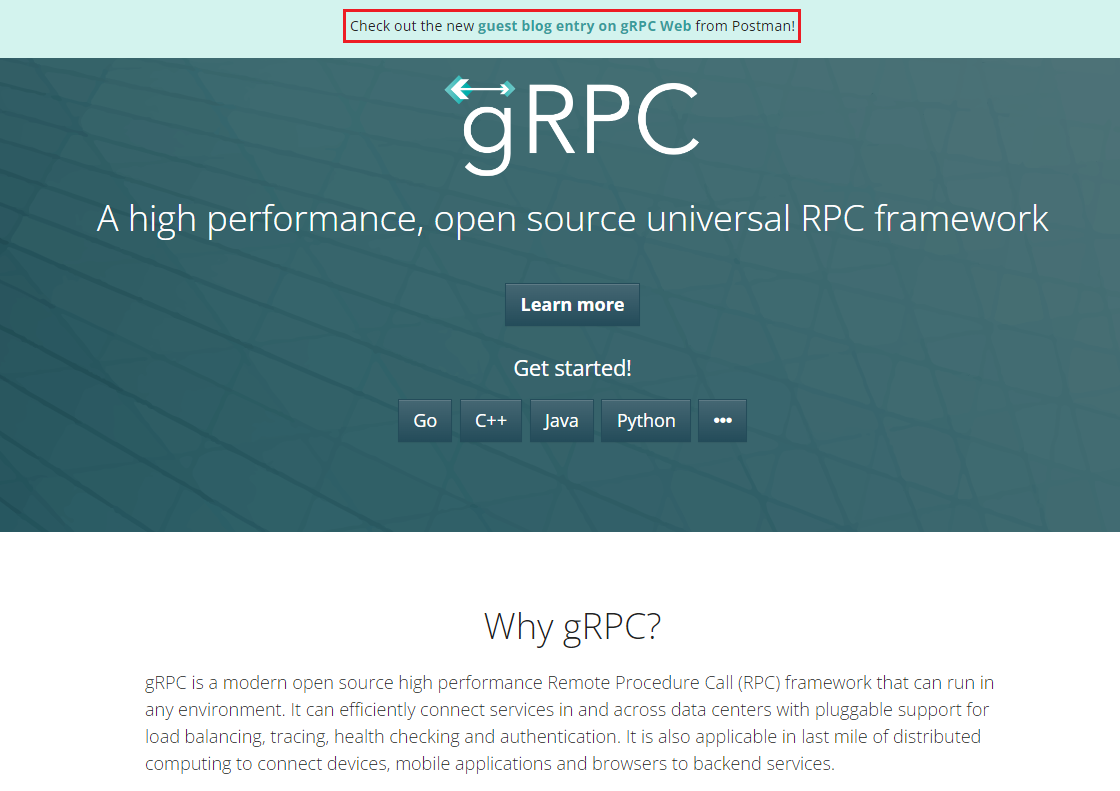 Check out the new guest blog entry on gRPC Web from Postman!
gRPC
A high performance, open source universal RPC framework
Learn more
Get started!
Go C++ Java Python •••
Why gRPC?
gRPC is a modern open source high performance Remote Procedure Call (RPC) framework that can run in
any environment. It can efficiently connect services in and across data centers with pluggable support for
load balancing, tracing, health checking and authentication. It is also applicable in last mile of distributed
computing to connect devices, mobile applications and browsers to backend services.